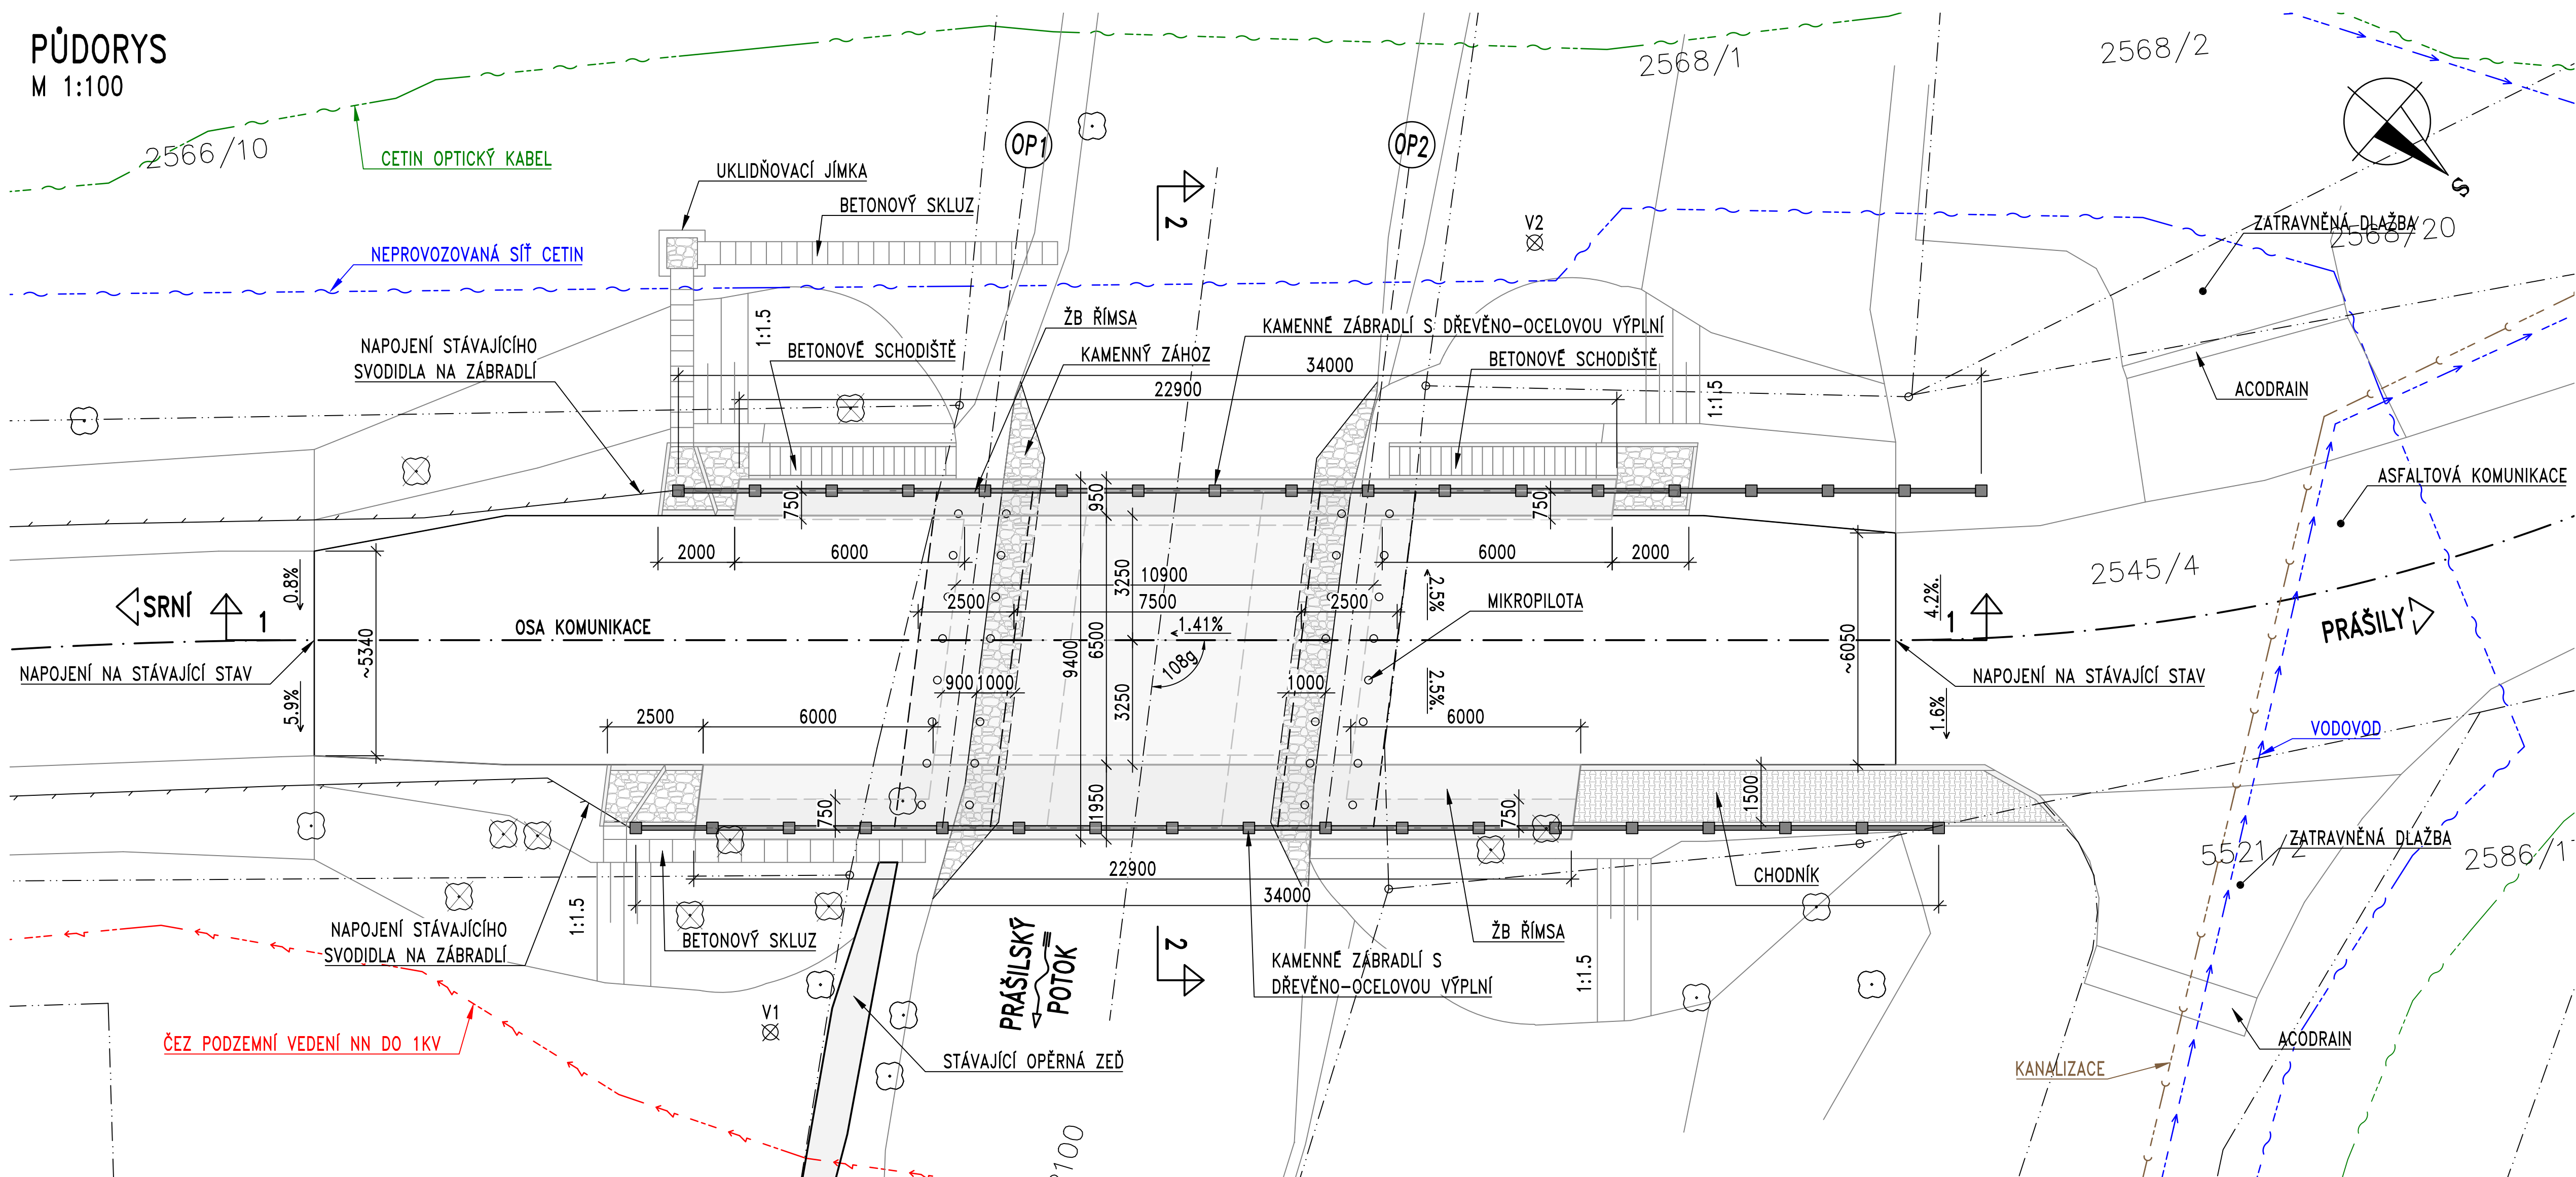 PŮDORYS
M 1:100
2568/1
2568/2
2566/10
CETIN OPTICKÝ KABEL
OP1
OP2
S
UKLIDŇOVACÍ JÍMKA
BETONOVÝ SKLUZ
2
V2
ZATRAVNĚNÁ DLAŽBA
2568/20
NEPROVOZOVANÁ SÍŤ CETIN
1:1.5
ŽB ŘÍMSA
KAMENNÉ ZÁBRADLÍ S DŘEVĚNO-OCELOVOU VÝPLNÍ
NAPOJENÍ STÁVAJÍCÍHO
SVODIDLA NA ZÁBRADLÍ
BETONOVÉ SCHODIŠTĚ
KAMENNÝ ZÁHOZ
BETONOVÉ SCHODIŠTĚ
34000
22900
1:1.5
ACODRAIN
ASFALTOVÁ KOMUNIKACE
750
950
750
2000
6000
6000
2000
10900
3250
2545/4
0.8%
2.5%
4.2%.
SRNÍ
1
2500
7500
2500
MIKROPILOTA
1
PRÁŠILY
OSA KOMUNIKACE
1.41%
~5340
9400
6500
108g
~6050
NAPOJENÍ NA STÁVAJÍCÍ STAV
NAPOJENÍ NA STÁVAJÍCÍ STAV
900
1000
1000
2.5%.
5.9%
3250
1.6%
2500
6000
6000
VODOVOD
750
1950
750
1500
ZATRAVNĚNÁ DLAŽBA
5521/2
2586/1
22900
CHODNÍK
34000
1:1.5
NAPOJENÍ STÁVAJÍCÍHO
SVODIDLA NA ZÁBRADLÍ
BETONOVÝ SKLUZ
PRÁŠILSKÝ
POTOK
2
KAMENNÉ ZÁBRADLÍ S
DŘEVĚNO-OCELOVOU VÝPLNÍ
ŽB ŘÍMSA
1:1.5
V1
ČEZ PODZEMNÍ VEDENÍ NN DO 1KV
STÁVAJÍCÍ OPĚRNÁ ZEĎ
ACODRAIN
KANALIZACE